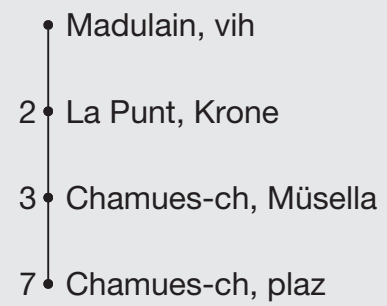 Madulain, vih
2 La Punt, Krone
3 Chamues-ch, Müsella
7 Chamues-ch, plaz